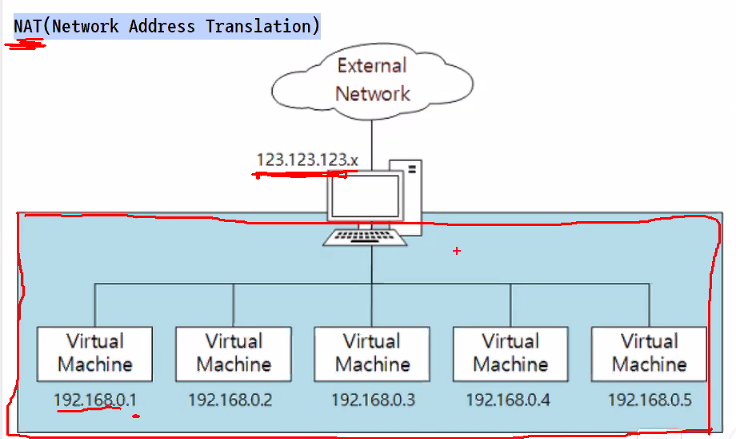 NAT(Network Address Translation)
External
Network
123.123.123.x
Virtual
Machine
Virtual
Machine
Virtual
Machine
Virtual
Machine
Virtual
Machine
192.168.0.1
192.168.0.2
192.168.0.3
192.168.0.4
192.168.0.5